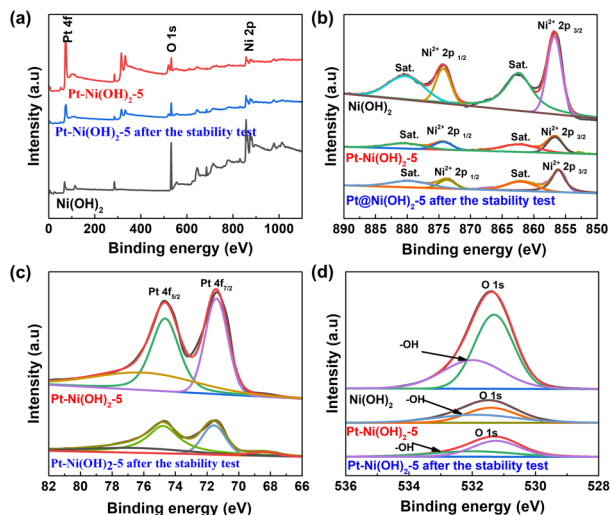 (a)
Pt 4f
O 1s
Ni 2p
Pt-Ni(OH)2-5
Pt-Ni(OH)2-5 after the stability test
Ni(OH)2
Intensity (a.u)
0 200 400 600 800 1000
Binding energy (eV)
(b)
Ni2+ 2p 3/2
Ni2+ 2p 1/2
Sat.
Sat.
Ni(OH)2
Sat.
Ni2+ 2p 1/2
Sat.
Ni2+ 2p 3/2
Pt-Ni(OH)2-5
Sat.
Ni2+ 2p 1/2
Sat.
Ni2+ 2p 3/2
Pt@Ni(OH)2-5 after the stability test
Intensity (a.u)
890 885 880 875 870 865 860 855 850
Binding energy (eV)
(c)
Pt 4f5/2
Pt 4f7/2
Pt-Ni(OH)2-5
Pt-Ni(OH)2-5 after the stability test
Intensity (a.u)
82 80 78 76 74 72 70 68 66
Binding energy (eV)
(d)
O 1s
-OH
Ni(OH)2
-OH
O 1s
Pt-Ni(OH)2-5
-OH
O 1s
Pt-Ni(OH)2-5 after the stability test
Intensity (a.u)
536 534 532 530 528
Binding energy (eV)